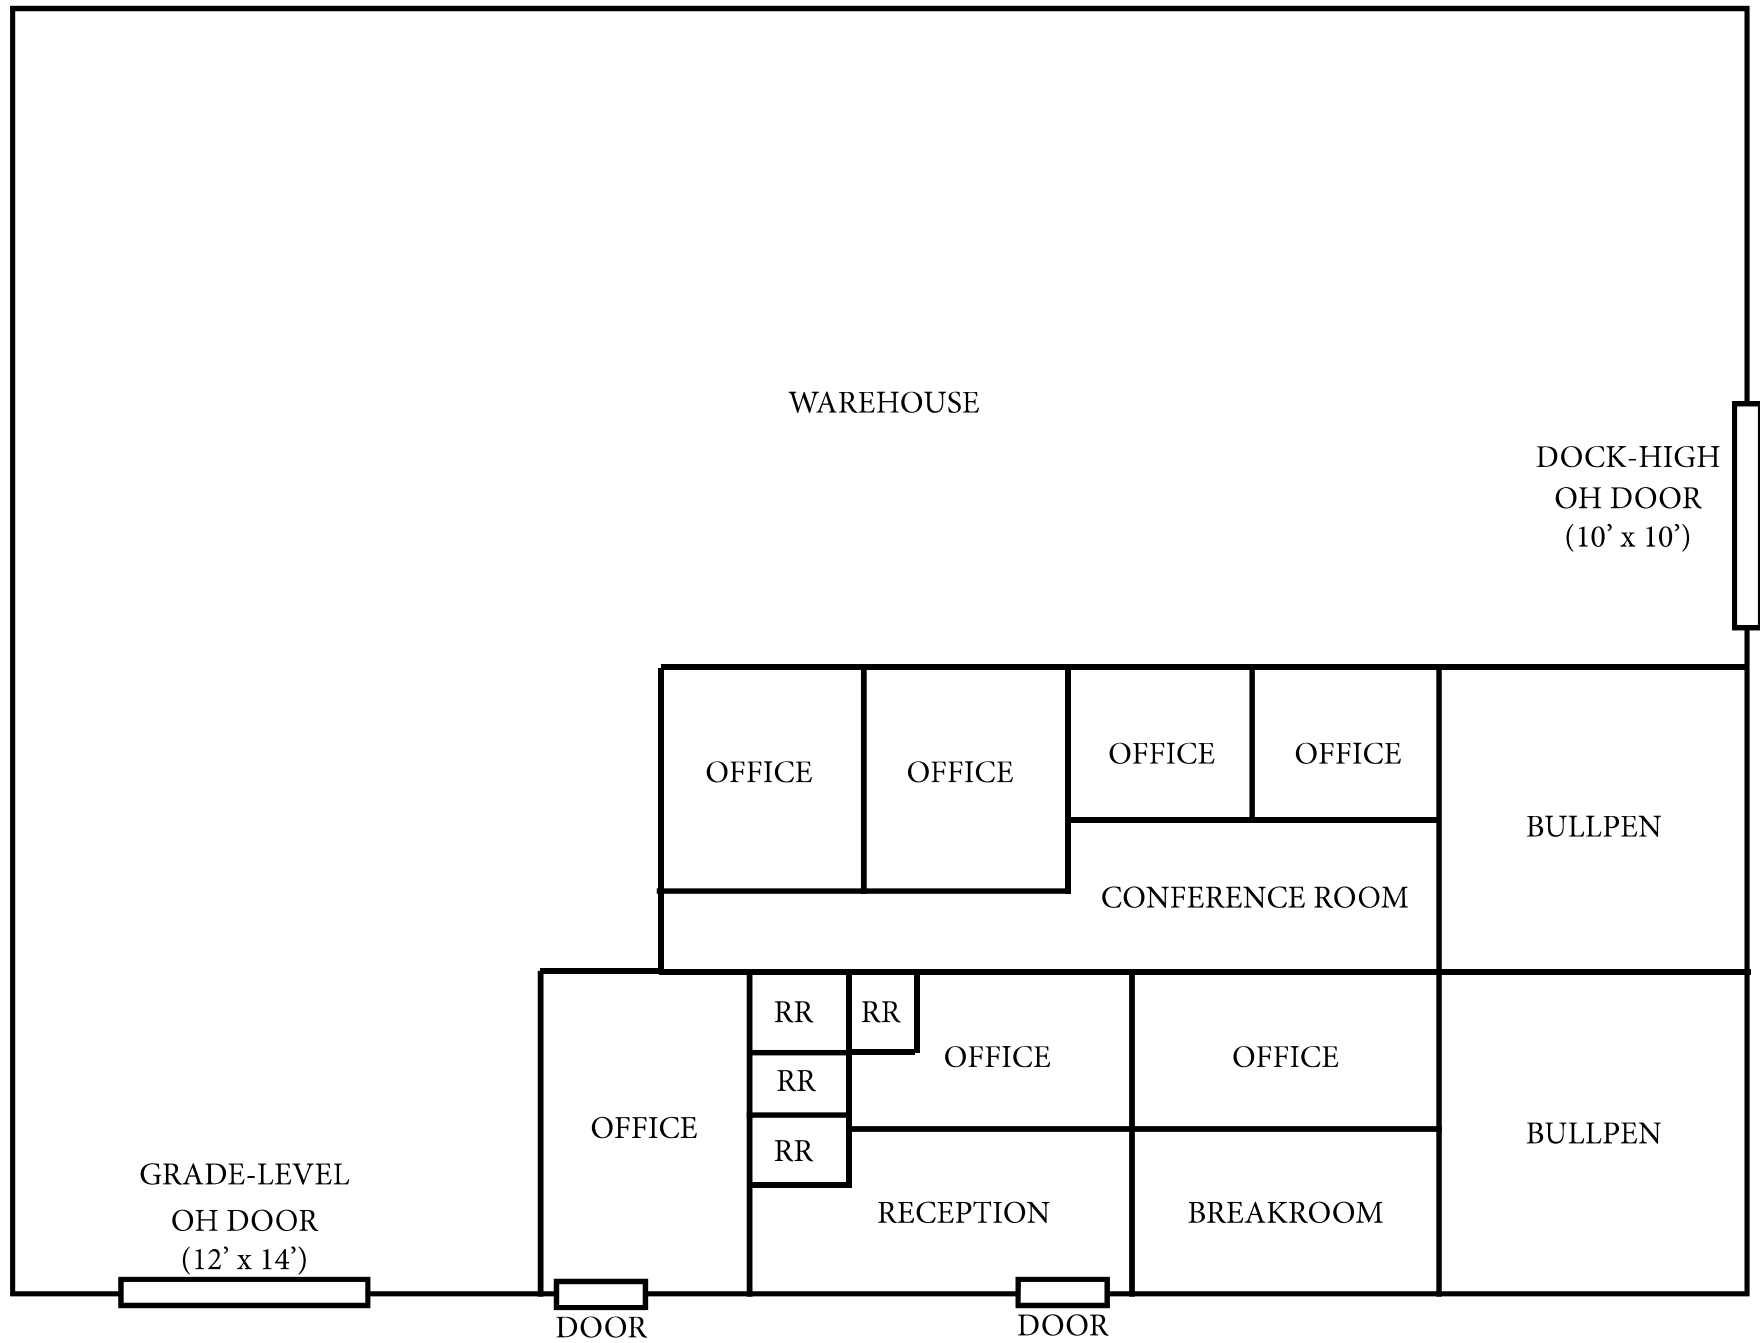 WAREHOUSE
DOCK-HIGH
OH DOOR
(10’ x 10’)
OFFICE
OFFICE
OFFICE
OFFICE
BULLPEN
CONFERENCE ROOM
RR
RR
OFFICE
OFFICE
RR
OFFICE
RR
BULLPEN
GRADE-LEVEL
OH DOOR
(12’ x 14’)
RECEPTION
BREAKROOM
DOOR
DOOR